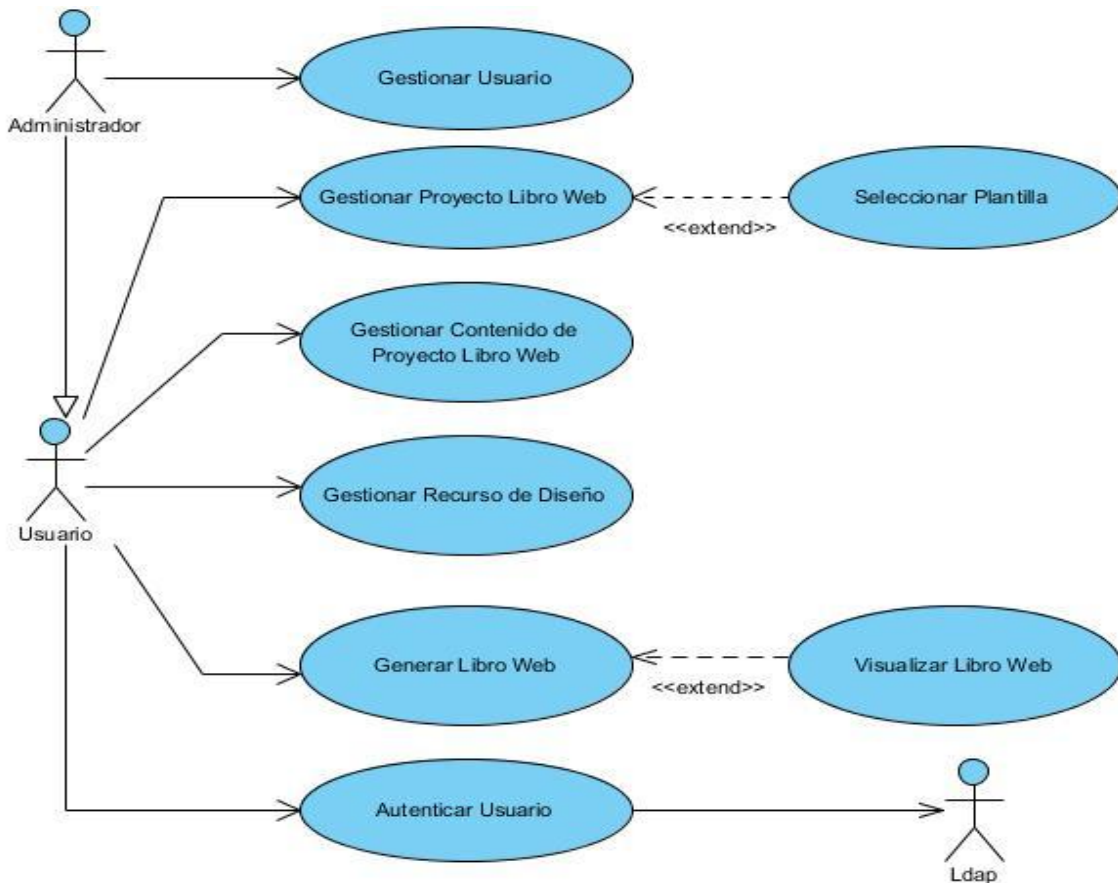 Administrador
Gestionar Usuario
Gestionar Proyecto Libro Web
<<extend>>
Seleccionar Plantilla
Gestionar Contenido de
Proyecto Libro Web
Usuario
Gestionar Recurso de Diseño
Generar Libro Web
<<extend>>
Visualizar Libro Web
Autenticar Usuario
Ldap